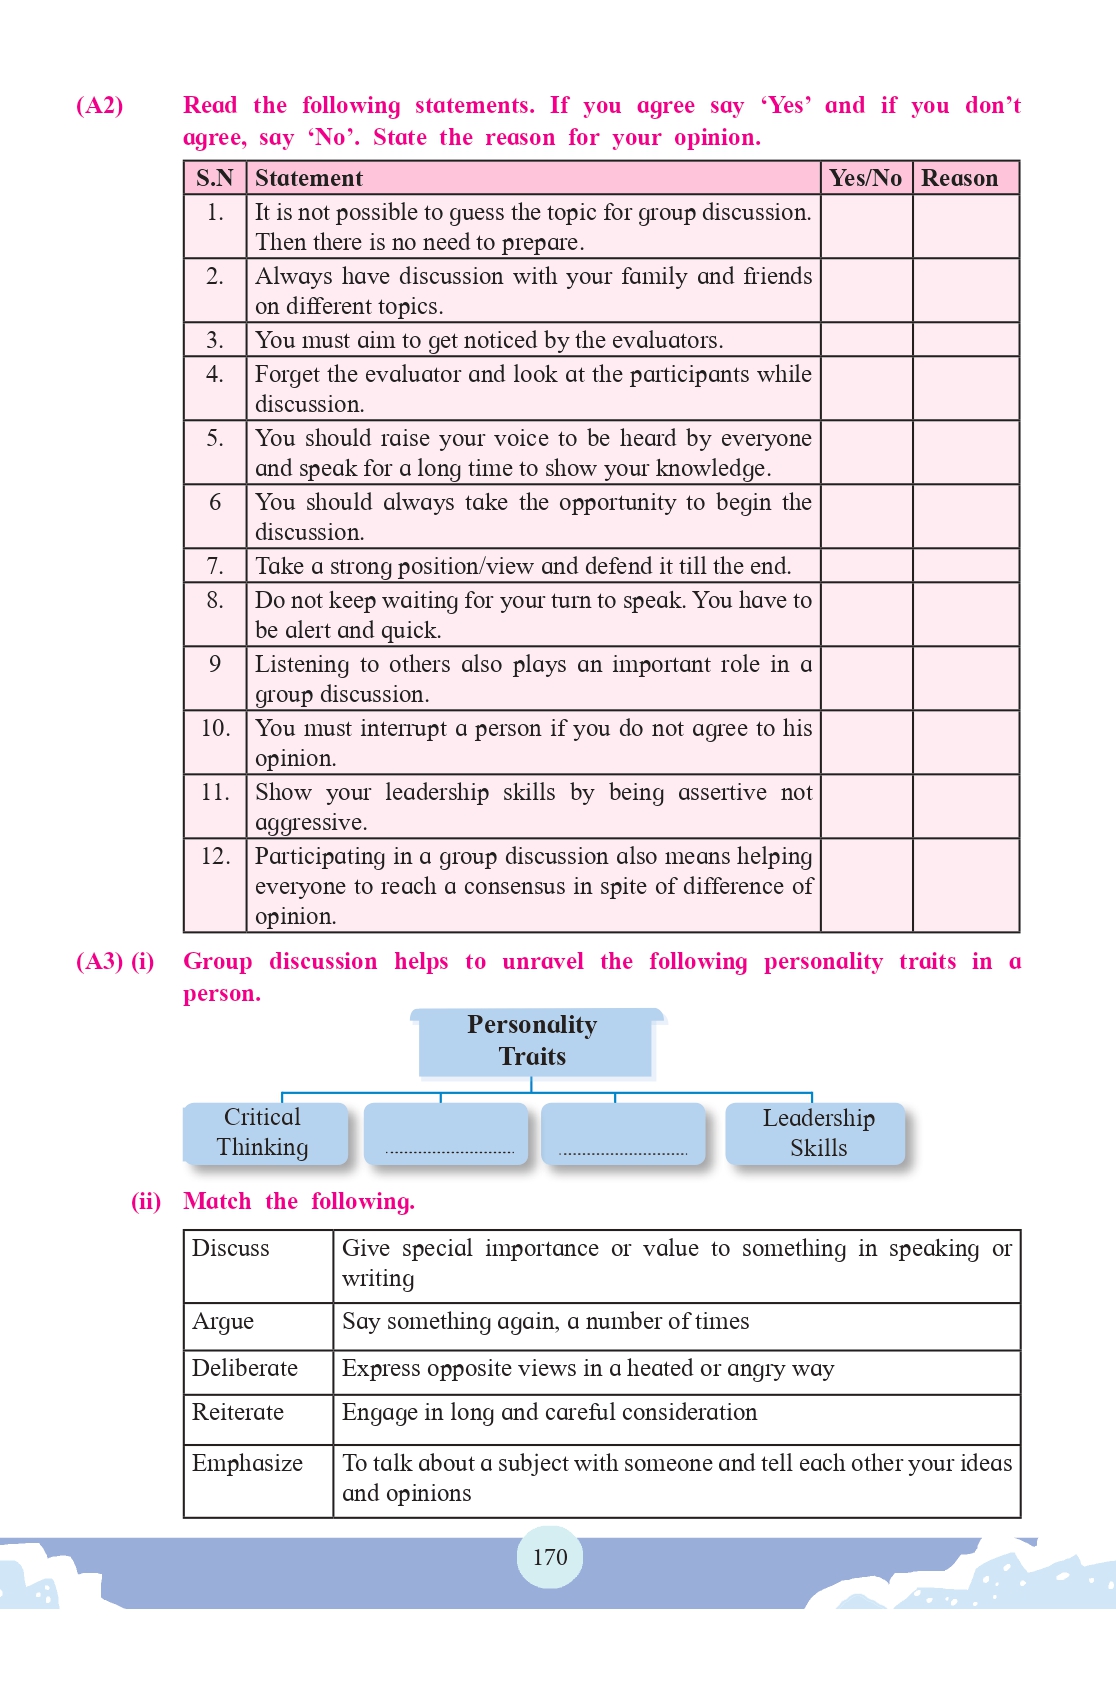 (A2) Read the following statements. If you agree say ‘Yes’ and if you don’t
agree, say ‘No’. State the reason for your opinion.
S.N Statement Yes/No Reason
1. It is not possible to guess the topic for group discussion.
Then there is no need to prepare.
2. Always have discussion with your family and friends
on different topics.
3. You must aim to get noticed by the evaluators.
4. Forget the evaluator and look at the participants while
discussion.
5. You should raise your voice to be heard by everyone
and speak for a long time to show your knowledge.
6 You should always take the opportunity to begin the
discussion.
7. Take a strong position/view and defend it till the end.
8. Do not keep waiting for your turn to speak. You have to
be alert and quick.
9 Listening to others also plays an important role in a
group discussion.
10. You must interrupt a person if you do not agree to his
opinion.
11. Show your leadership skills by being assertive not
aggressive.
12. Participating in a group discussion also means helping
everyone to reach a consensus in spite of difference of
opinion.
(A3) (i) Group discussion helps to unravel the following personality traits in a
person.
Personality
Traits
Critical
Thinking
............................
............................
Leadership
Skills
(ii) Match the following.
Discuss Give special importance or value to something in speaking or
writing
Argue Say something again, a number of times
Deliberate Express opposite views in a heated or angry way
Reiterate Engage in long and careful consideration
Emphasize To talk about a subject with someone and tell each other your ideas
and opinions
170